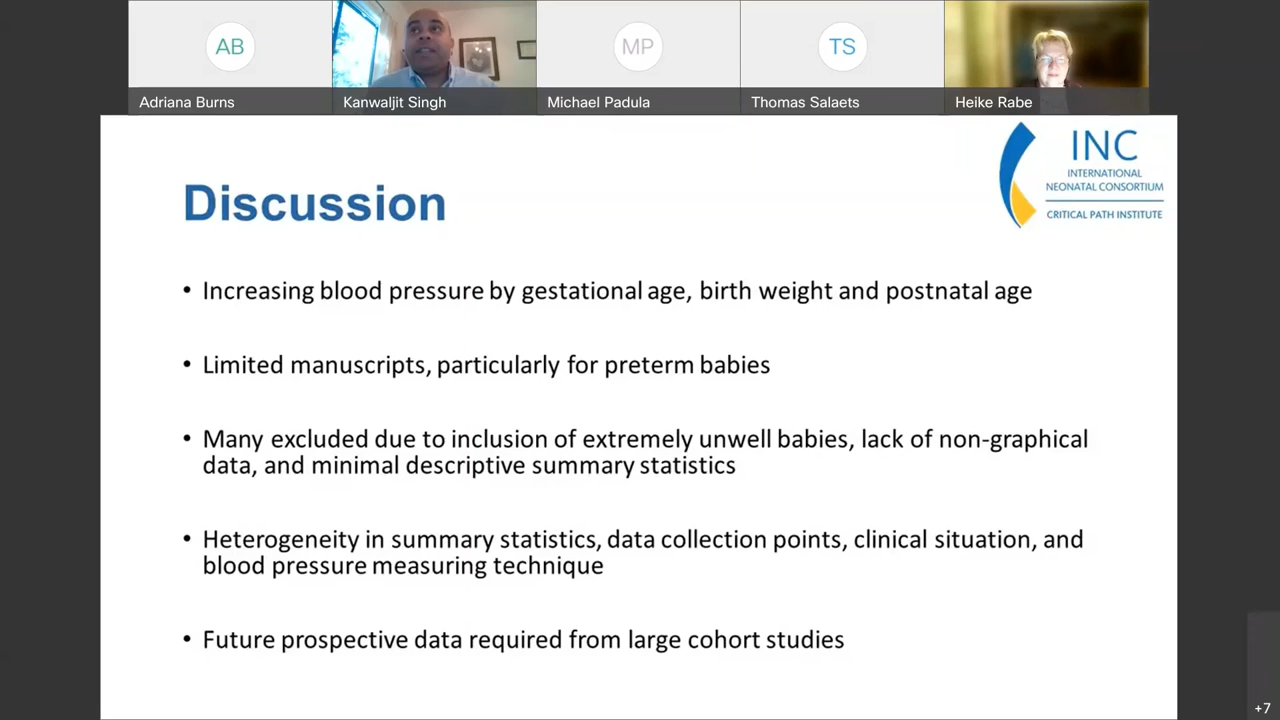 AB
MP
TS
Adriana Burns
Kanwaljit Singh
Michael Padula
Thomas Salaets
Heike Rabe
INC
INTERNATIONAL
NEONATAL CONSORTIUM
CRITICAL PATH INSTITUTE
Discussion
• Increasing blood pressure by gestational age, birth weight and postnatal age
• Limited manuscripts, particularly for preterm babies
• Many excluded due to inclusion of extremely unwell babies, lack of non-graphical
data, and minimal descriptive summary statistics
• Heterogeneity in summary statistics, data collection points, clinical situation, and
blood pressure measuring technique
• Future prospective data required from large cohort studies
+7